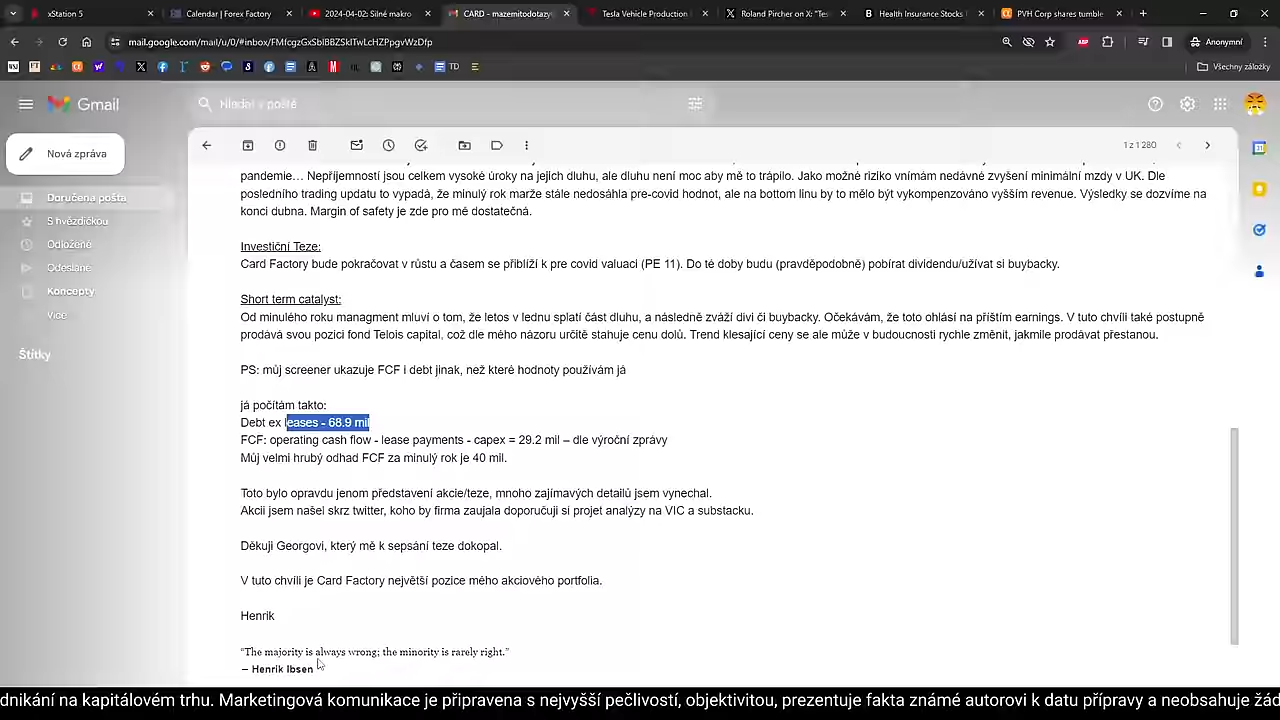 xStation 5
Calendar | Forex Factory
2024-04-02: Silné makro
CARD - mazemitodotazy
Tesla Vehicle Production
Roland Pircher on X: "Tes
Health Insurance Stocks
PVH Corp shares tumble
mail.google.com/mail/u/0/#inbox/FMfcgzGxSblBBZSklTwLcHZPpgvWzDfp
ABP
Anonymní
TD
Všechny záložky
Gmail
Hledat v poště
Nová zpráva
1 z 1 280
Doručená pošta
S hvězdičkou
Odložené
Odeslané
Koncepty
Více
Štítky
pandemie… Nepříjemností jsou celkem vysoké úroky na jejich dluhu, ale dluhu není moc aby mě to trápilo. Jako možné riziko vnímám nedávné zvýšení minimální mzdy v UK. Dle
posledního trading updatu to vypadá, že minulý rok marže stále nedosáhla pre-covid hodnot, ale na bottom linu by to mělo být vykompenzováno vyšším revenue. Výsledky se dozvíme na
konci dubna. Margin of safety je zde pro mé dostatečná.
Investiční Teze:
Card Factory bude pokračovat v růstu a časem se přiblíží k pre covid valuaci (PE 11). Do té doby budu (pravděpodobně) pobírat dividendu/užívat si buybacky.
Short term catalyst:
Od minulého roku managment mluví o tom, že letos v lednu splatí část dluhu, a následně zváží divi či buybacky. Očekávám, že toto ohlásí na příštím earnings. V tuto chvíli také postupně
prodává svou pozici fond Telois capital, což dle mého názoru určitě stahuje cenu dolů. Trend klesající ceny se ale může v budoucnosti rychle změnit, jakmile prodávat přestanou.
PS: můj screener ukazuje FCF i debt jinak, než které hodnoty používám já
já počítám takto:
Debt ex leases - 68.9 mil
FCF: operating cash flow - lease payments - capex = 29.2 mil – dle výroční zprávy
Můj velmi hrubý odhad FCF za minulý rok je 40 mil.
Toto bylo opravdu jenom představení akcie/teze, mnoho zajímavých detailů jsem vynechal.
Akcii jsem našel skrz twitter, koho by firma zaujala doporučuji si projet analýzy na VIC a substacku.
Děkuji Georgovi, který mě k sepsání teze dokopal.
V tuto chvíli je Card Factory největší pozice mého akciového portfolia.
Henrik
"The majority is always wrong; the minority is rarely right."
— Henrik Ibsen
dnikání na kapitálovém trhu. Marketingová komunikace je připravena s nejvyšší pečlivostí, objektivitou, prezentuje fakta známé autorovi k datu přípravy a neobsahuje žád